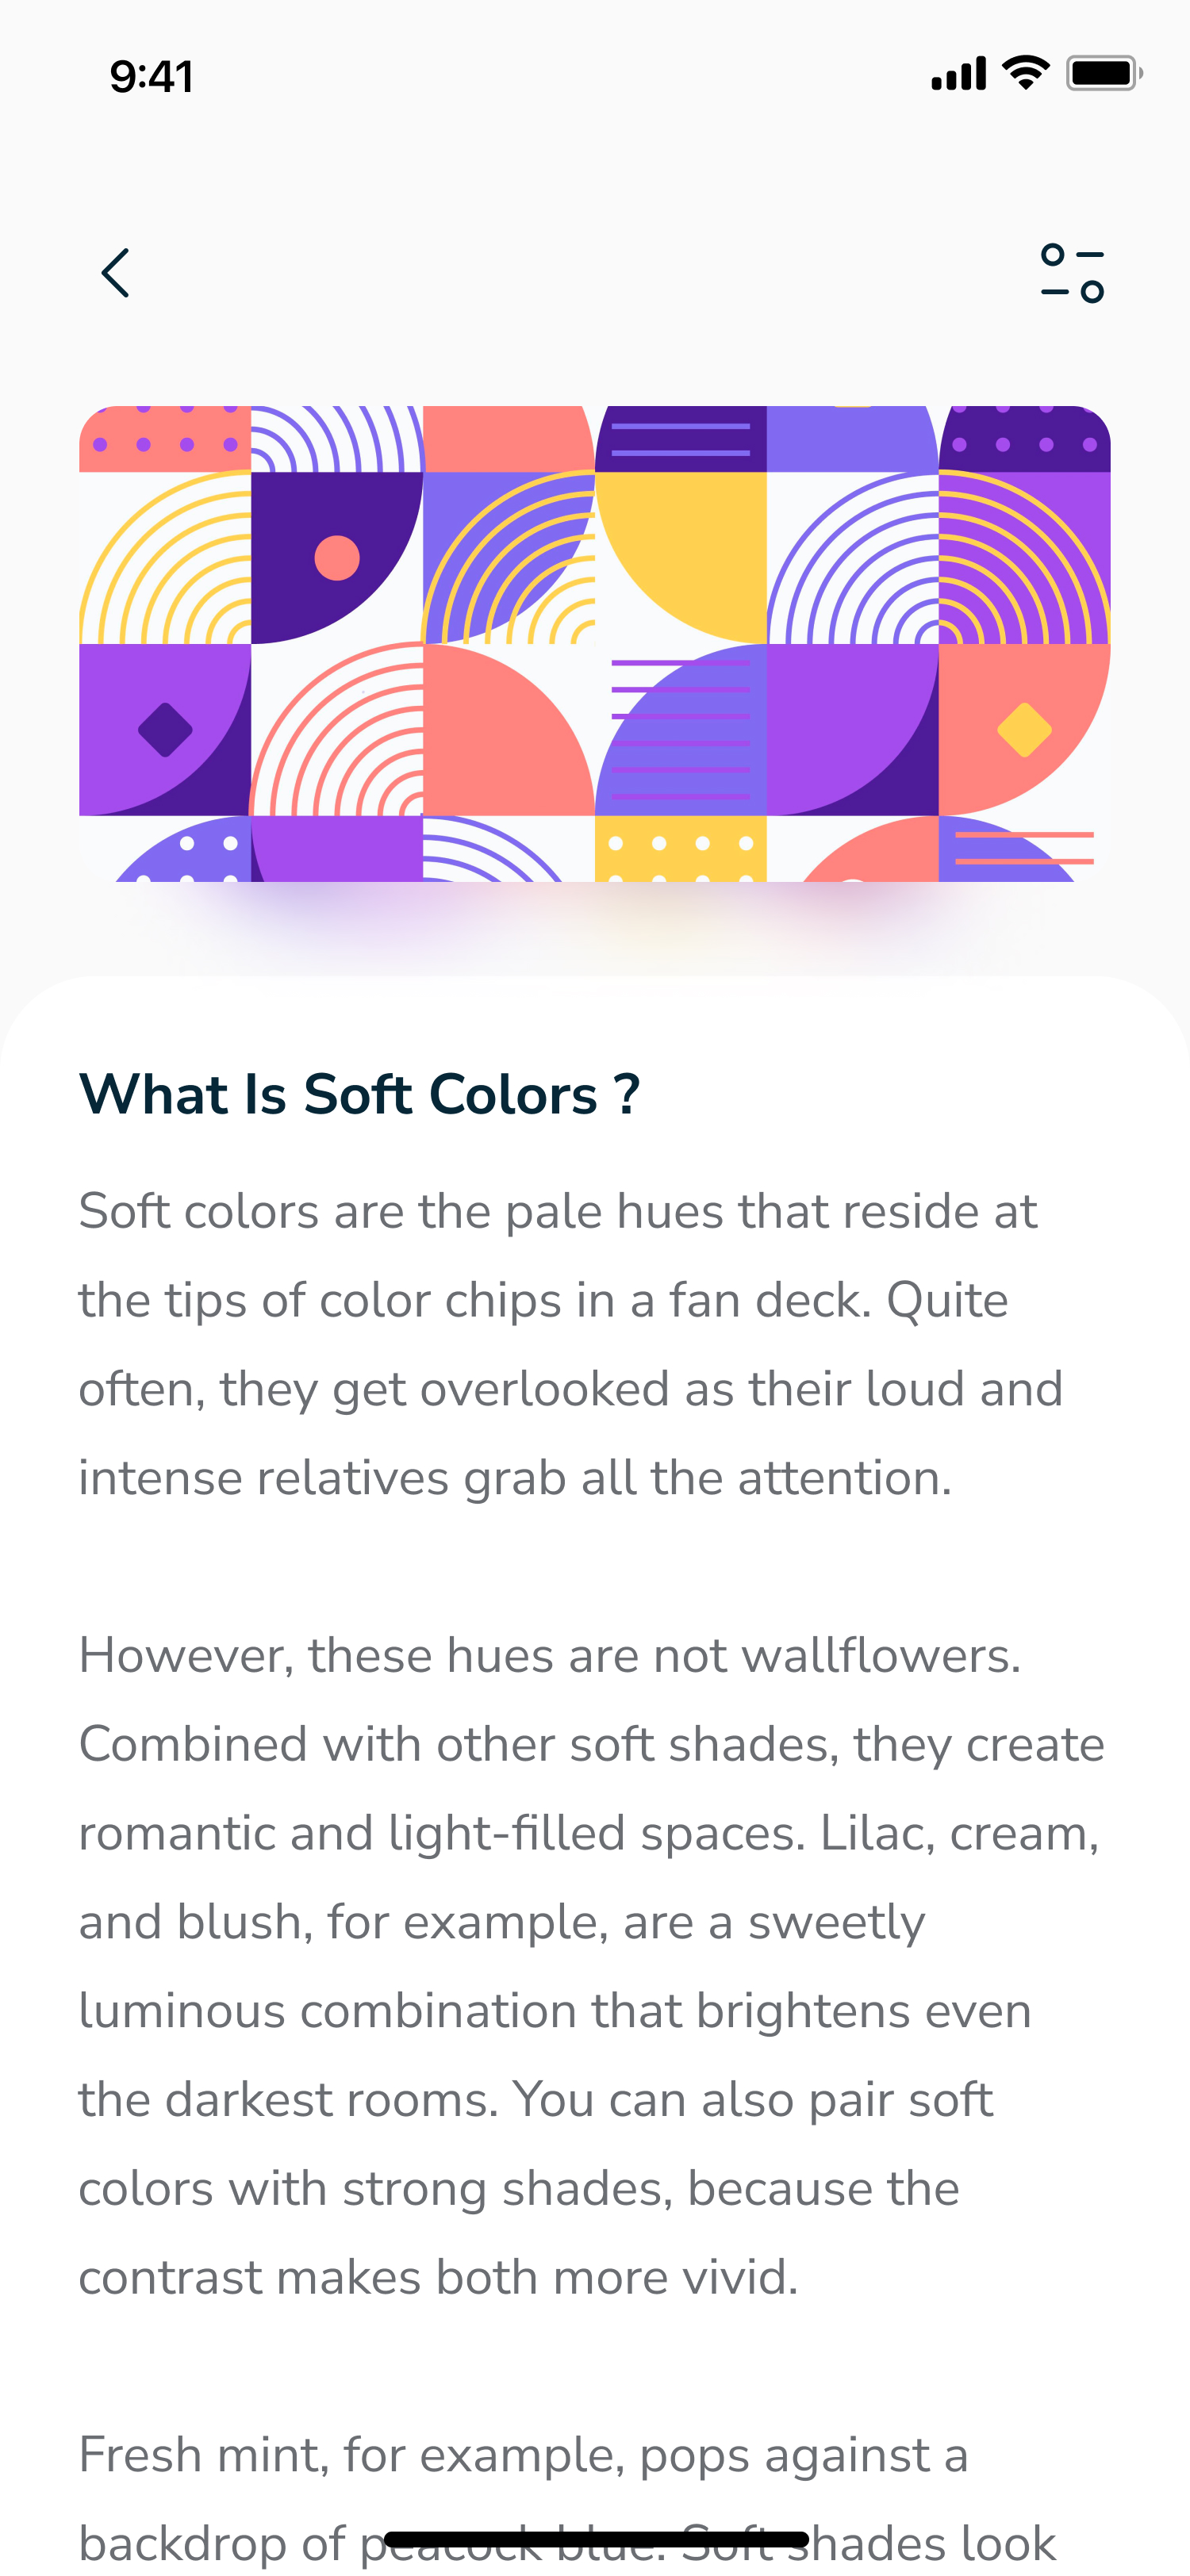 9:41
What Is Soft Colors ?
Soft colors are the pale hues that reside at
the tips of color chips in a fan deck. Quite
often, they get overlooked as their loud and
intense relatives grab all the attention.
However, these hues are not wallflowers.
Combined with other soft shades, they create
romantic and light-filled spaces. Lilac, cream,
and blush, for example, are a sweetly
luminous combination that brightens even
the darkest rooms. You can also pair soft
colors with strong shades, because the
contrast makes both more vivid.
Fresh mint, for example, pops against a
backdrop of peacock blue. Soft shades look